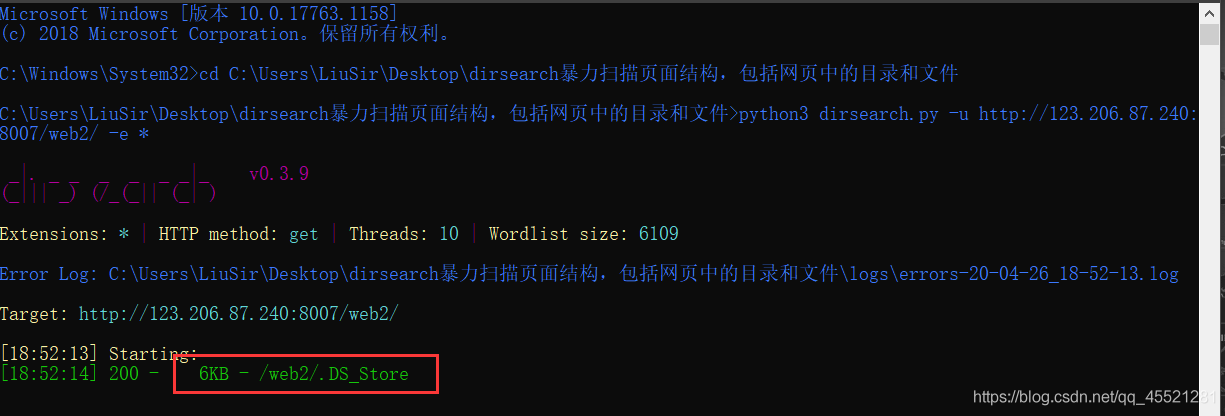 Microsoft Windows [版本 10.0.17763.1158]
(c) 2018 Microsoft Corporation。保留所有权利。
C:\Windows\System32>cd C:\Users\LiuSir\Desktop\dirsearch暴力扫描页面结构，包括网页中的目录和文件
C:\Users\LiuSir\Desktop\dirsearch暴力扫描页面结构，包括网页中的目录和文件>python3 dirsearch.py -u http://123.206.87.240:
8007/web2/ -e *
v0.3.9
Extensions: * | HTTP method: get | Threads: 10 | Wordlist size: 6109
Error Log: C:\Users\LiuSir\Desktop\dirsearch暴力扫描页面结构，包括网页中的目录和文件\logs\errors-20-04-26_18-52-13.log
Target: http://123.206.87.240:8007/web2/
[18:52:13] Starting:
[18:52:14] 200 -    6KB - /web2/.DS_Store